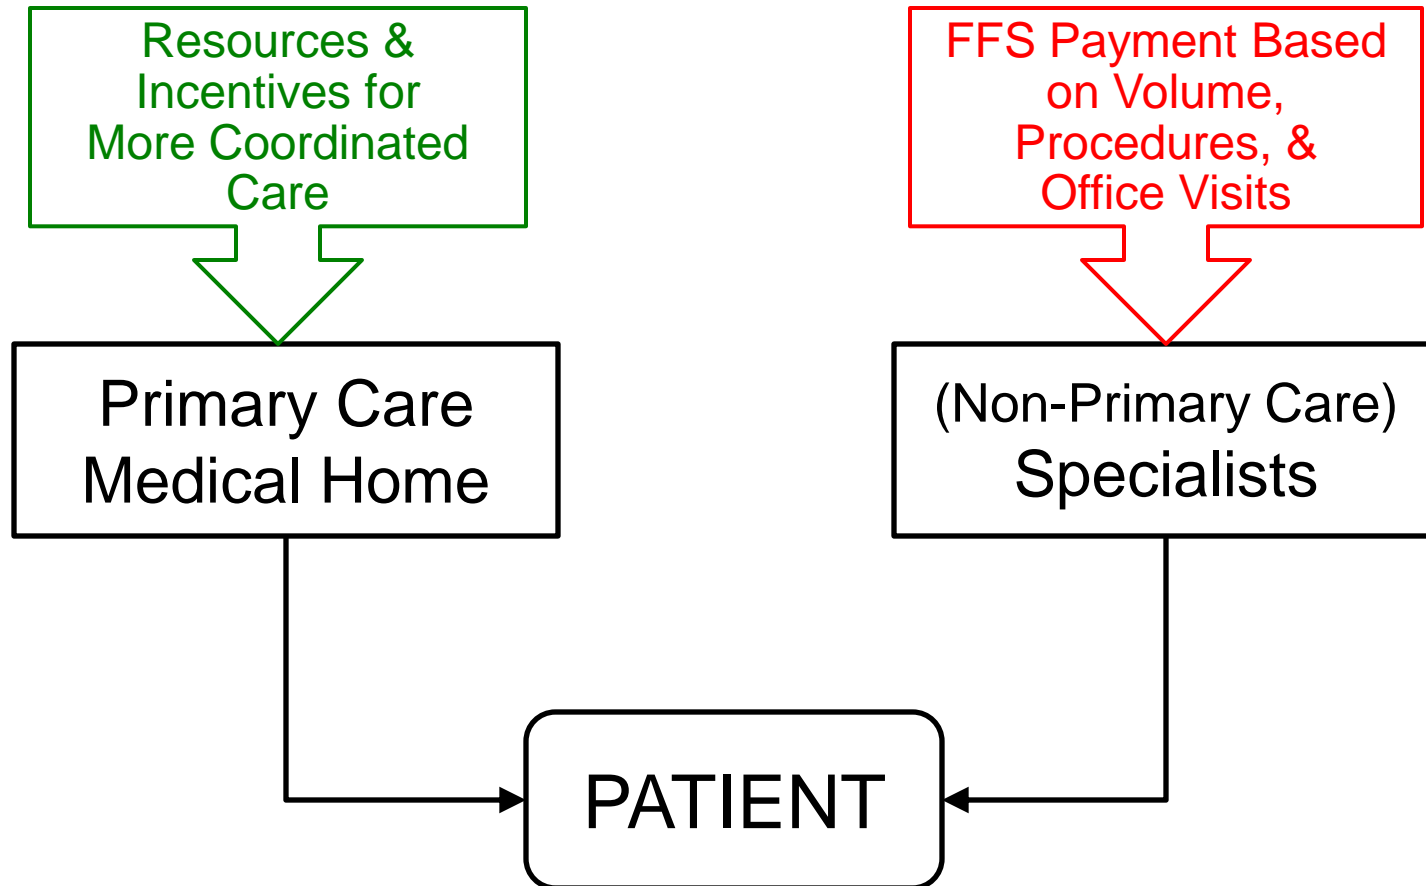 Resources &
Incentives for
More Coordinated
Care
FFS Payment Based
on Volume,
Procedures, &
Office Visits
Primary Care
Medical Home
(Non-Primary Care)
Specialists
PATIENT